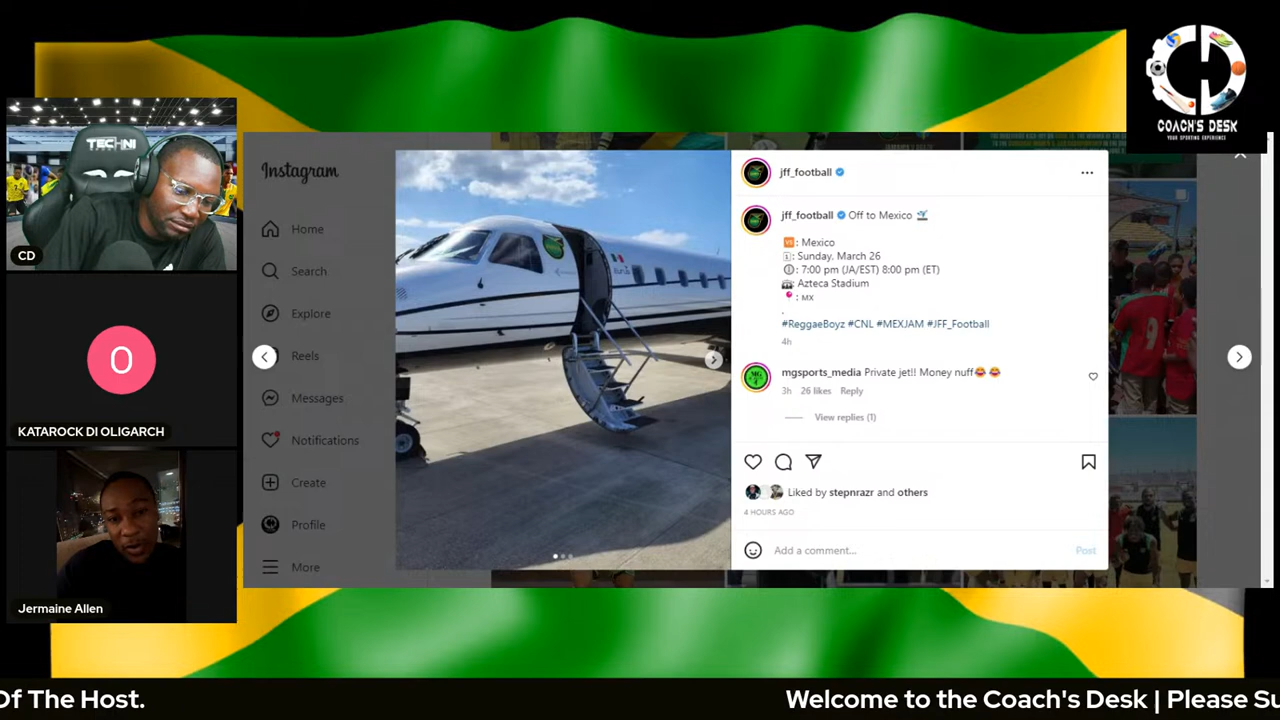 COACH'S DESK
YOUR SPORTING EXPERIENCE
TECHNI
CD
O
KATAROCK DI OLIGARCH
Jermaine Allen
Instagram
Home
Search
Explore
Reels
Messages
Notifications
Create
Profile
More
jff_football
jff_football Off to Mexico
VS: Mexico
: Sunday, March 26
: 7:00 pm (JA/EST) 8:00 pm (ET)
: Azteca Stadium
: MX
.
#ReggaeBoyz #CNL #MEXJAM #JFF_Football
4h
mgsports_media Private jet!! Money nuff😂 😂
3h 26 likes Reply
View replies (1)
Liked by stepnrazr and others
4 HOURS AGO
Add a comment...
Post
Of The Host.
Welcome to the Coach's Desk | Please Su